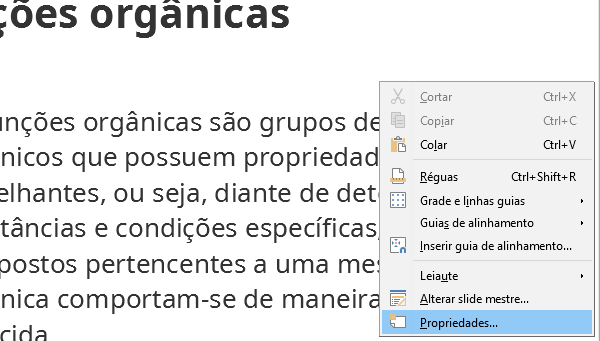 ções orgânicas
unções orgânicas são grupos de
nicos que possuem propriedad
elhantes, ou seja, diante de det
tâncias e condições específicas,
postos pertencentes a uma mes
nica comportam-se de maneira
cida
Cortar Ctrl+X
Copiar Ctrl+C
Colar Ctrl+V
Réguas Ctrl+Shift+R
Grade e linhas guias
Guias de alinhamento
Inserir guia de alinhamento...
Leiaute
Alterar slide mestre...
Propriedades...